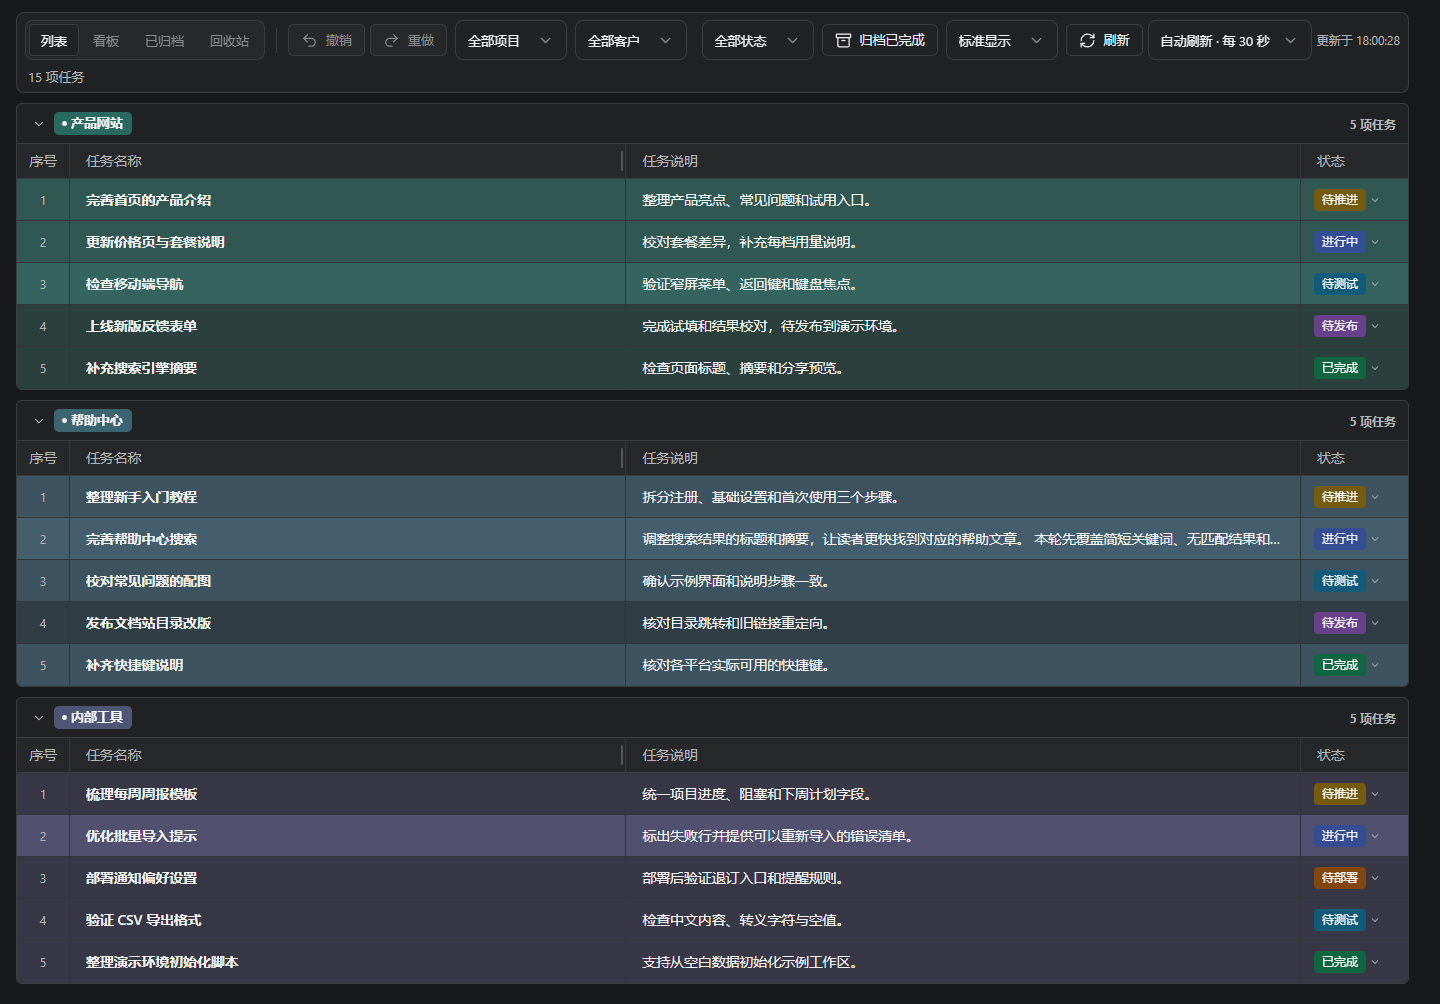 列表 看板 已归档 回收站 撤销 重做 全部项目 全部客户 全部状态 归档已完成 标准显示 刷新 自动刷新 · 每 30 秒 更新于 18:00:28
15 项任务
• 产品网站 5 项任务
序号 任务名称 任务说明 状态
1 完善首页的产品介绍 整理产品亮点、常见问题和试用入口。 待推进
2 更新价格页与套餐说明 校对套餐差异，补充每档用量说明。 进行中
3 检查移动端导航 验证窄屏菜单、返回键和键盘焦点。 待测试
4 上线新版反馈表单 完成试填和结果校对，待发布到演示环境。 待发布
5 补充搜索引擎摘要 检查页面标题、摘要和分享预览。 已完成
• 帮助中心 5 项任务
序号 任务名称 任务说明 状态
1 整理新手入门教程 拆分注册、基础设置和首次使用三个步骤。 待推进
2 完善帮助中心搜索 调整搜索结果的标题和摘要，让读者更快找到对应的帮助文章。 本轮先覆盖简短关键词、无匹配结果和... 进行中
3 校对常见问题的配图 确认示例界面和说明步骤一致。 待测试
4 发布文档站目录改版 核对目录跳转和旧链接重定向。 待发布
5 补齐快捷键说明 核对各平台实际可用的快捷键。 已完成
• 内部工具 5 项任务
序号 任务名称 任务说明 状态
1 梳理每周周报模板 统一项目进度、阻塞和下周计划字段。 待推进
2 优化批量导入提示 标出失败行并提供可以重新导入的错误清单。 进行中
3 部署通知偏好设置 部署后验证退订入口和提醒规则。 待部署
4 验证 CSV 导出格式 检查中文内容、转义字符与空值。 待测试
5 整理演示环境初始化脚本 支持从空白数据初始化示例工作区。 已完成